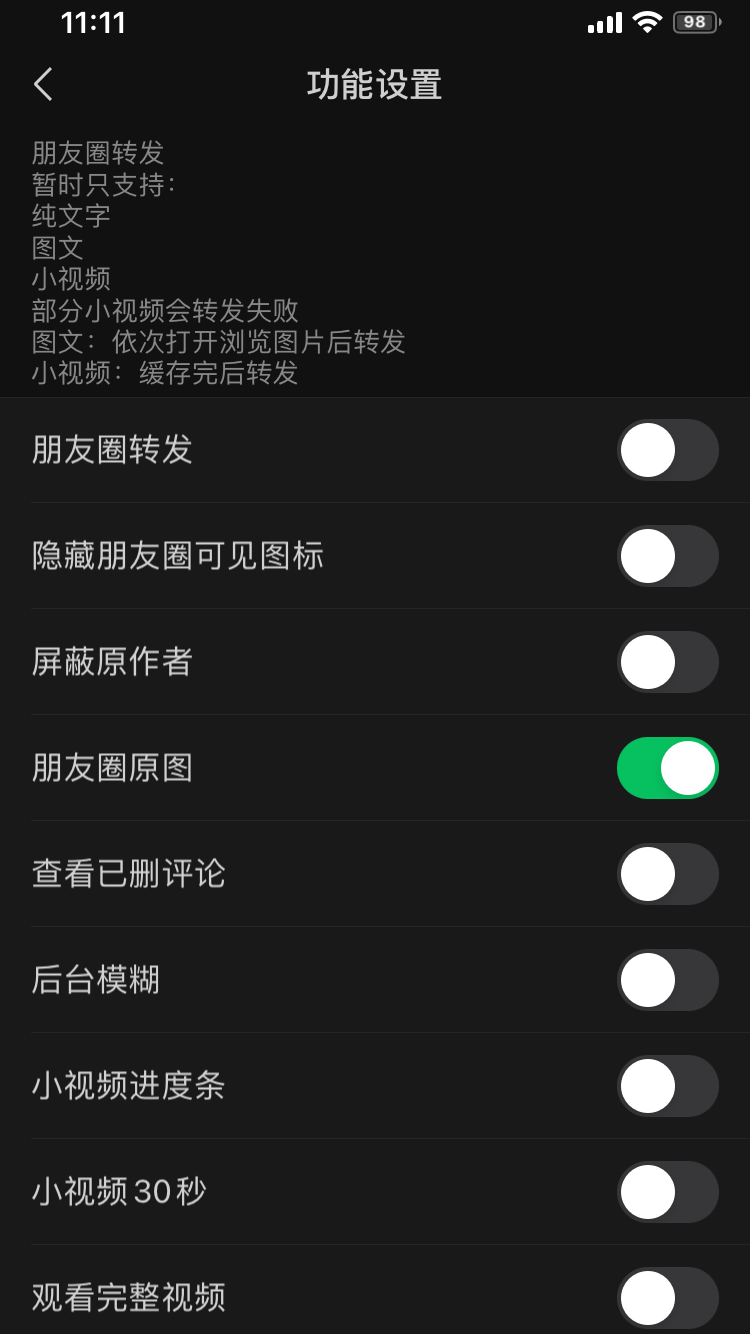 11:11
98
功能设置
朋友圈转发
暂时只支持：
纯文字
图文
小视频
部分小视频会转发失败
图文：依次打开浏览图片后转发
小视频：缓存完后转发
朋友圈转发
隐藏朋友圈可见图标
屏蔽原作者
朋友圈原图
查看已删评论
后台模糊
小视频进度条
小视频30秒
观看完整视频